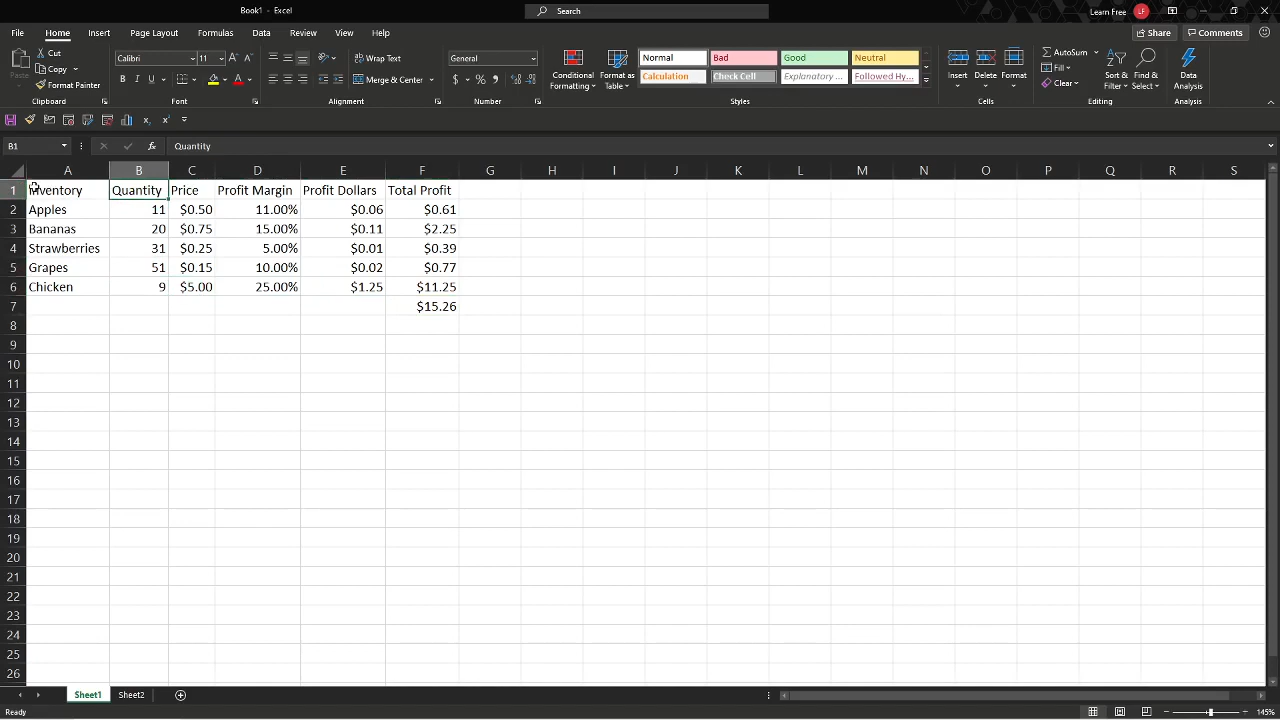 Book1 - Excel
Search
Learn Free LF
File Home Insert Page Layout Formulas Data Review View Help
Share Comments
Paste
Cut
Copy
Format Painter
Clipboard
Calibri 11
B I U
Font
Wrap Text
Merge & Center
Alignment
General
$ % ,
Number
Conditional Formatting
Format as Table
Normal Bad Good Neutral
Calculation Check Cell Explanatory ... Followed Hy...
Styles
Insert Delete Format
Cells
AutoSum
Fill
Clear
Sort & Filter
Find & Select
Editing
Analyze Data
Analysis
B1 fx Quantity
A B C D E F G H I J K L M N O P Q R S
1 Inventory Quantity Price Profit Margin Profit Dollars Total Profit
2 Apples 11 $0.50 11.00% $0.06 $0.61
3 Bananas 20 $0.75 15.00% $0.11 $2.25
4 Strawberries 31 $0.25 5.00% $0.01 $0.39
5 Grapes 51 $0.15 10.00% $0.02 $0.77
6 Chicken 9 $5.00 25.00% $1.25 $11.25
7 $15.26
8
9
10
11
12
13
14
15
16
17
18
19
20
21
22
23
24
25
26
Sheet1 Sheet2
Ready
145%